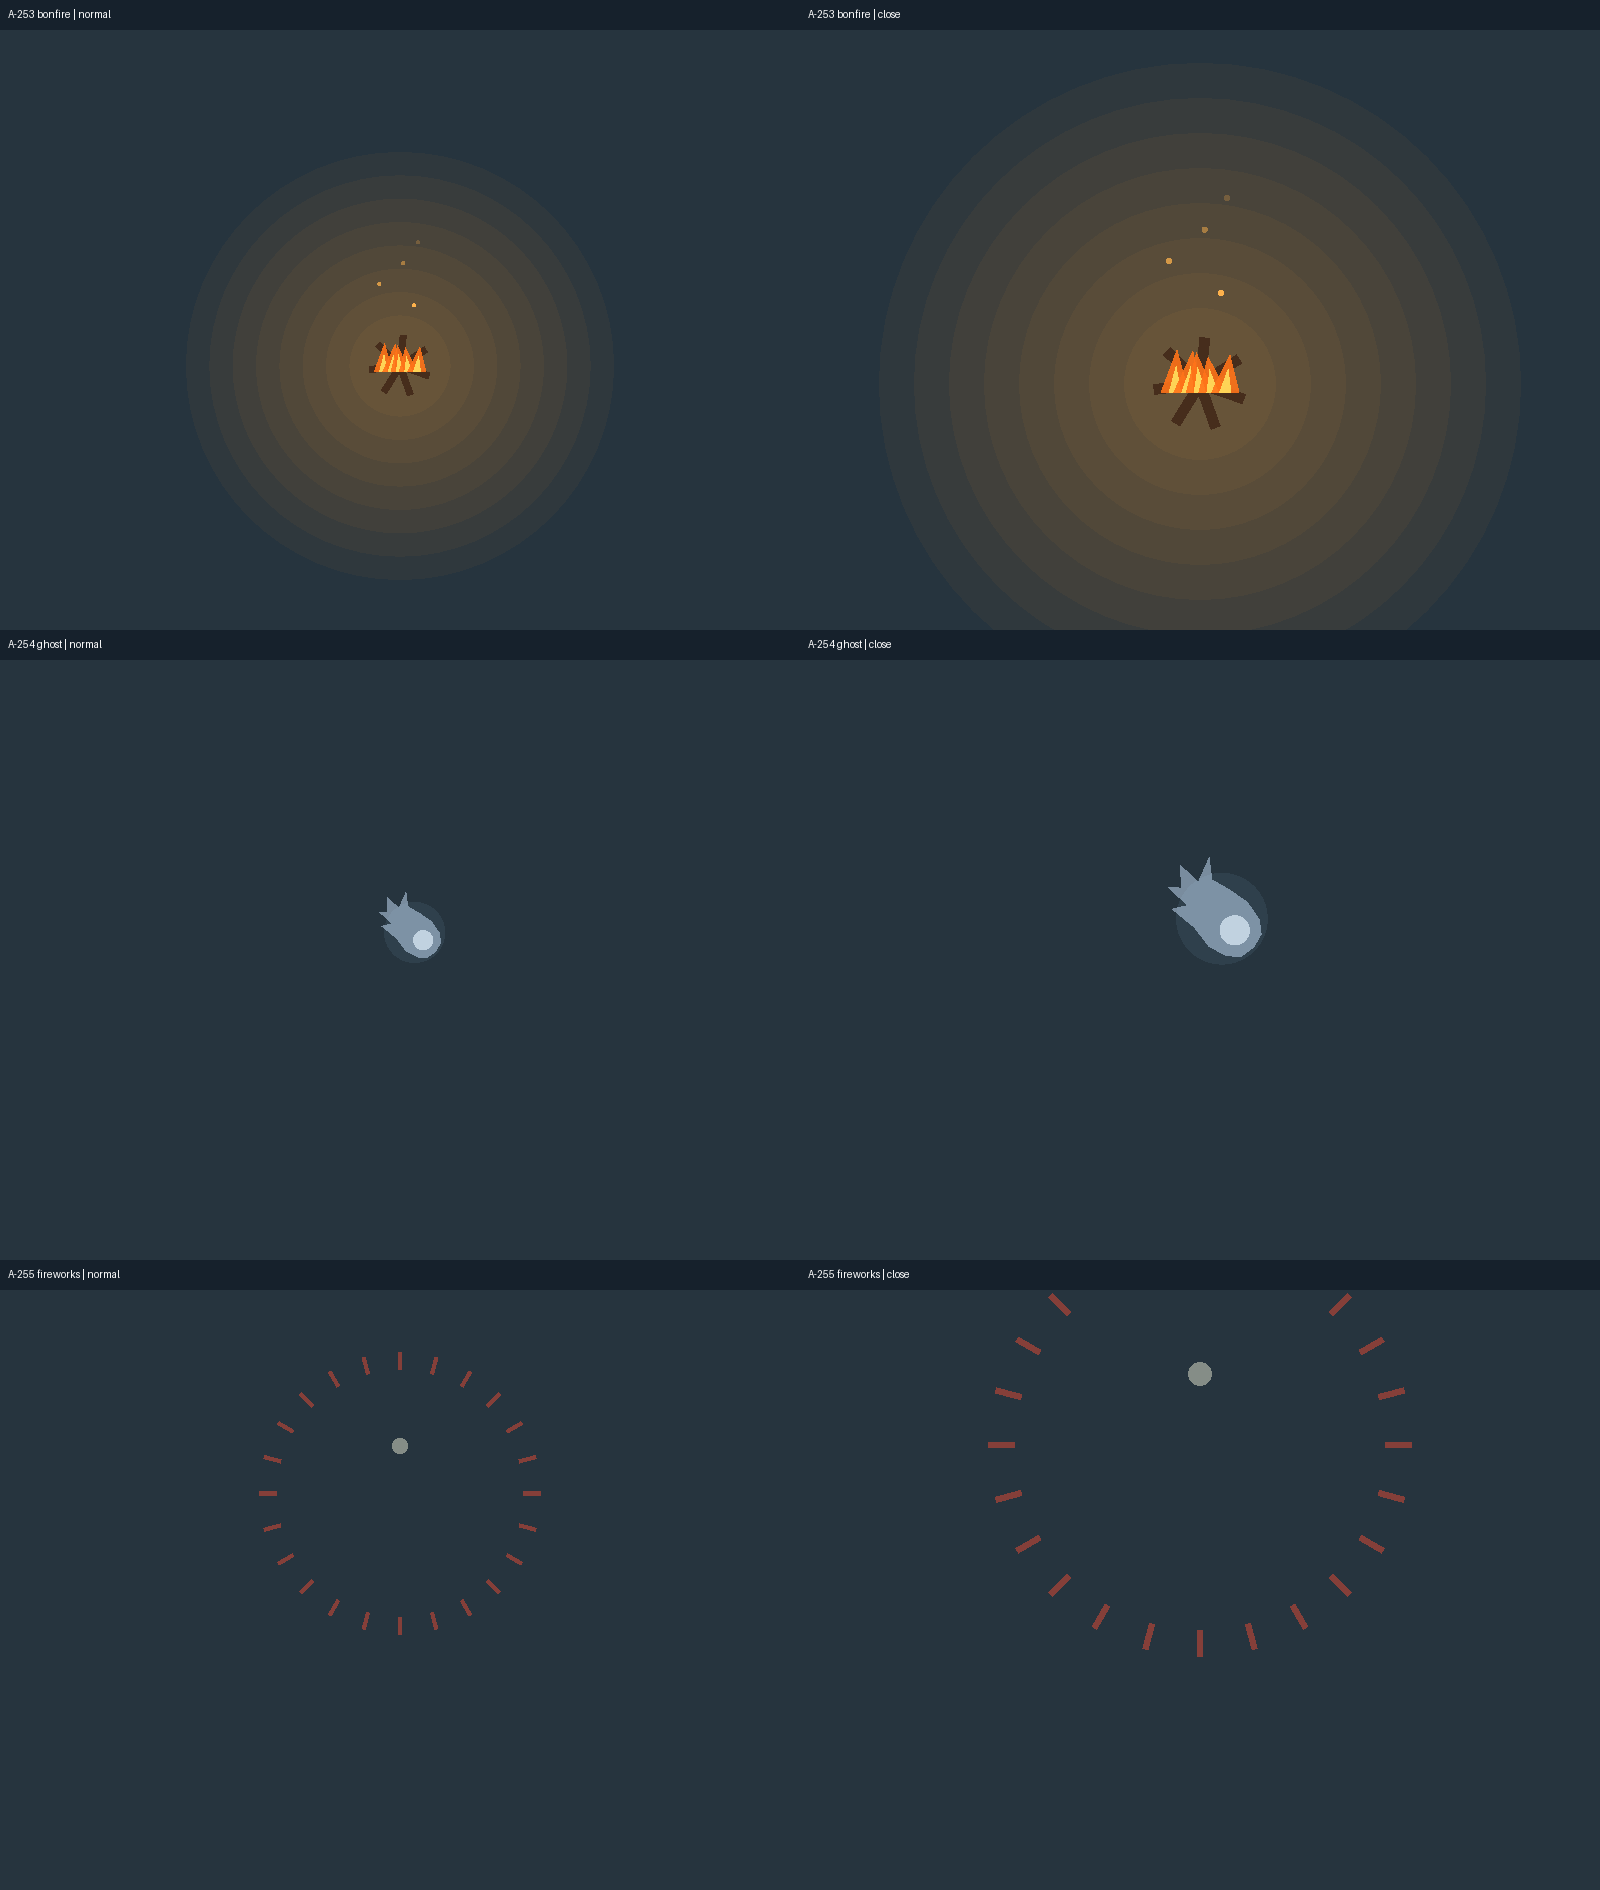 A-253 bonfire | normal
A-253 bonfire | close
A-254 ghost | normal
A-254 ghost | close
A-255 fireworks | normal
A-255 fireworks | close